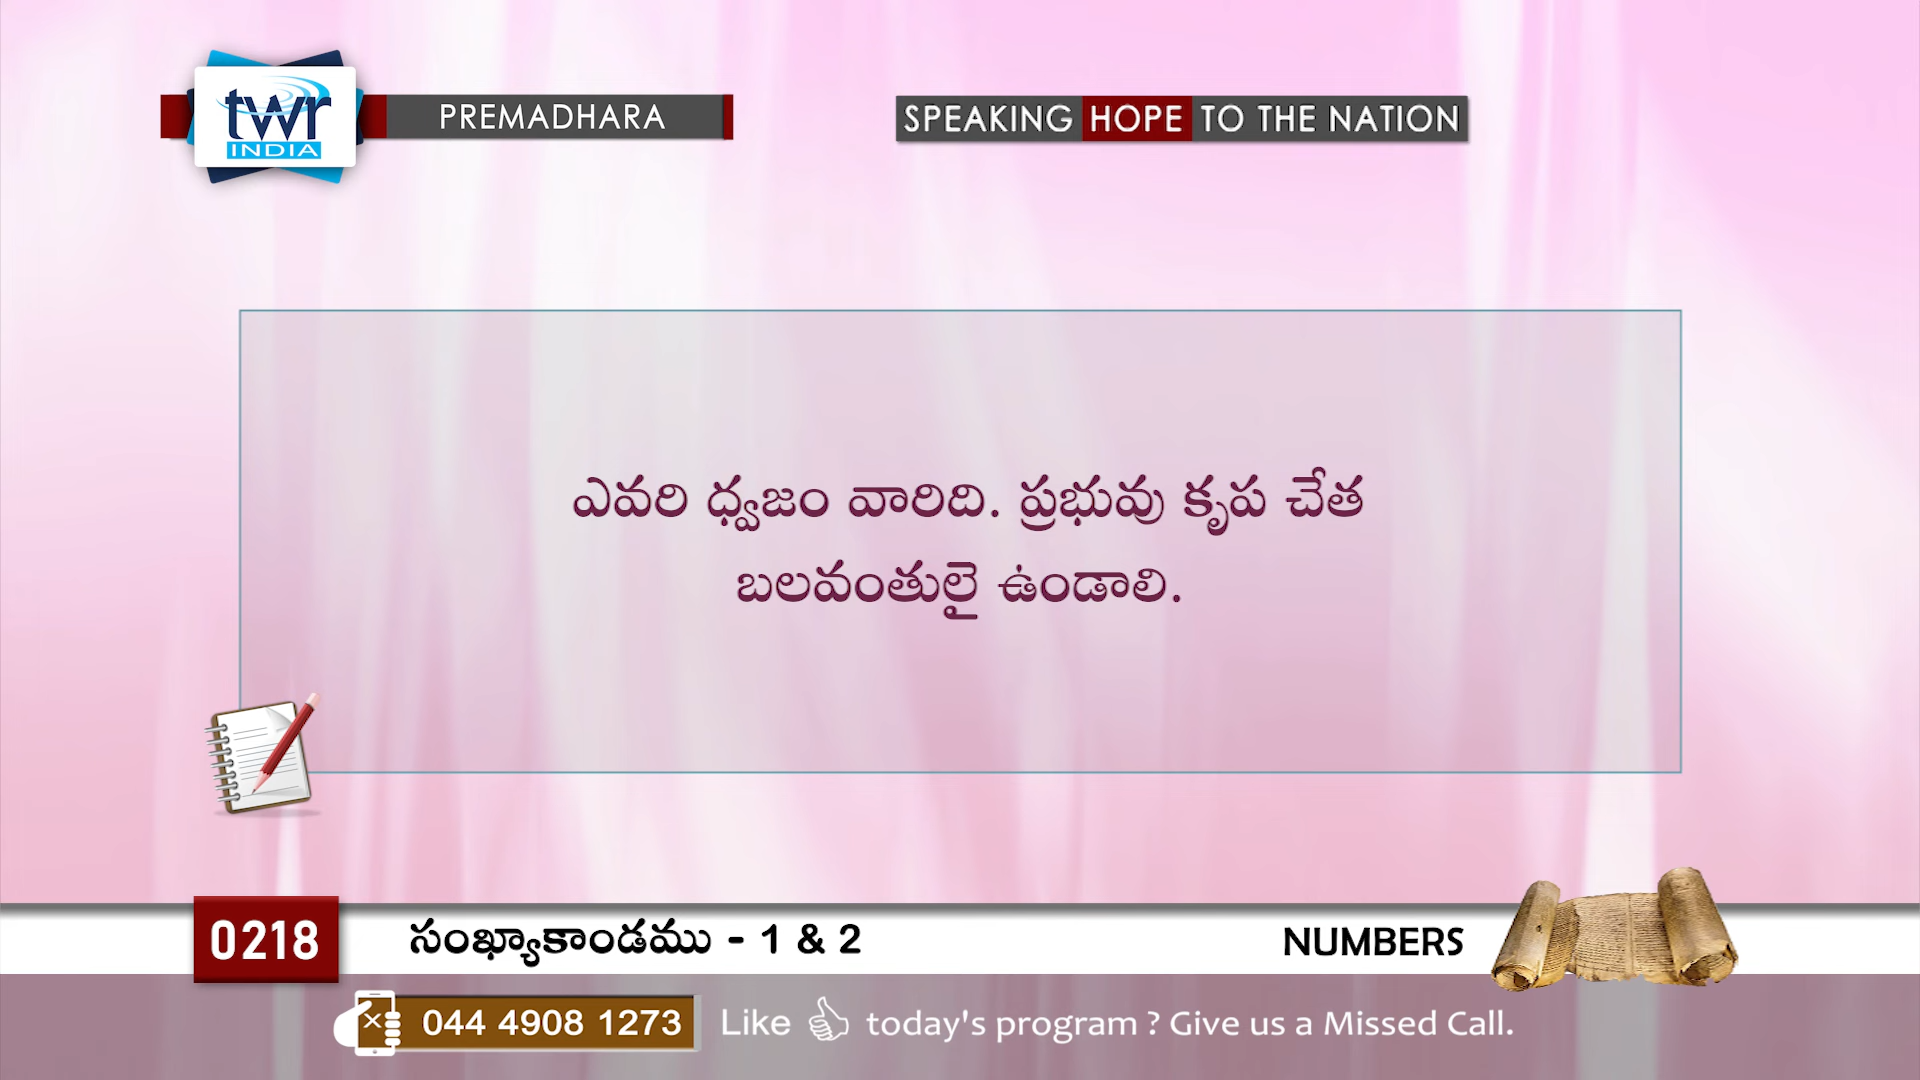 twr
INDIA
PREMADHARA
SPEAKING HOPE TO THE NATION
ఎవరి ధ్వజం వారిది. ప్రభువు కృప చేత
బలవంతులై ఉండాలి.
0218
సంఖ్యాకాండము - 1 & 2
NUMBERS
044 4908 1273
Like today's program ? Give us a Missed Call.